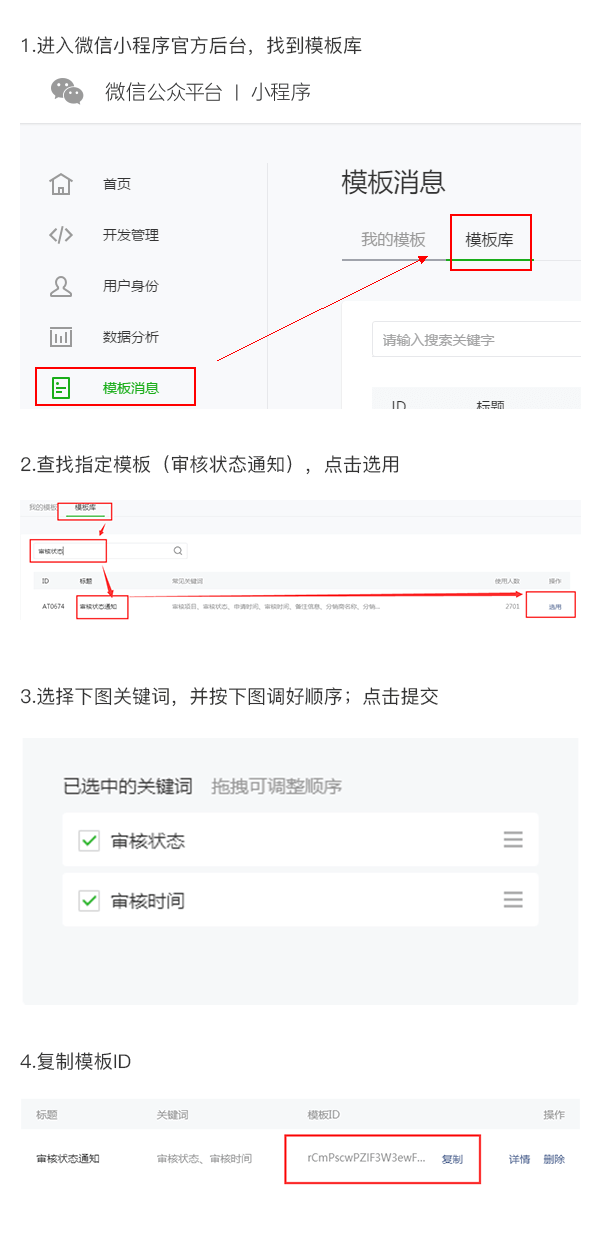 1.进入微信小程序官方后台，找到模板库
微信公众平台 | 小程序
首页
开发管理
用户身份
数据分析
模板消息
模板消息
我的模板
模板库
请输入搜索关键字
ID 标题
2.查找指定模板（审核状态通知），点击选用
我的模板 模板库
审核状态
ID 标题 常见关键词 使用人数 操作
AT0674 审核状态通知 审核项目、审核状态、申请时间、审核时间、备注信息、分销商名称、分销... 2701 选用
3.选择下图关键词，并按下图调好顺序；点击提交
已选中的关键词 拖拽可调整顺序
审核状态
审核时间
4.复制模板ID
标题 关键词 模板ID 操作
审核状态通知 审核状态、审核时间 rCmPscwPZIF3W3ewF... 复制 详情 删除